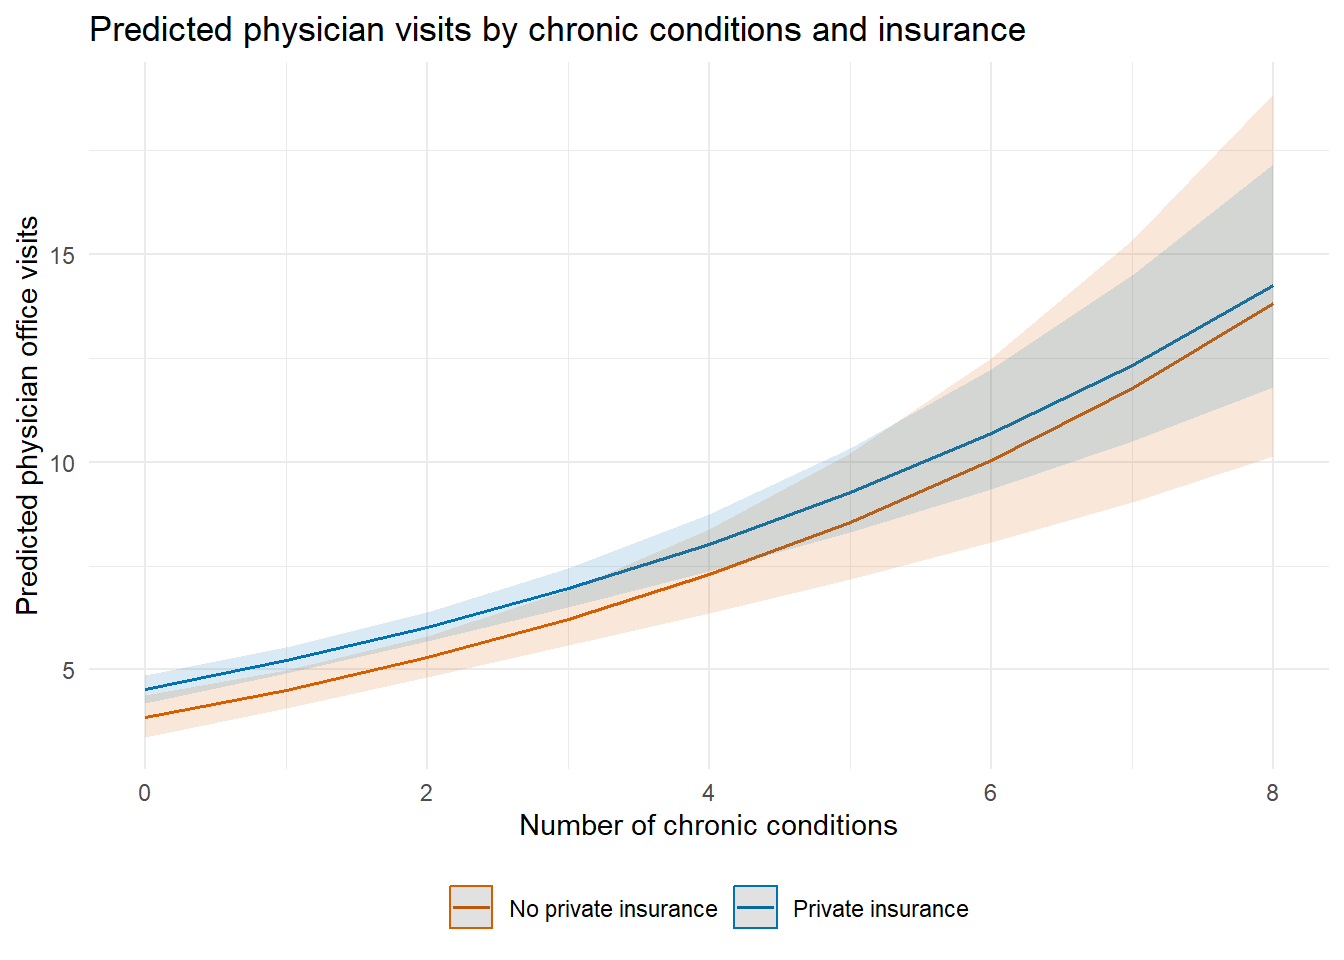 Predicted physician visits by chronic conditions and insurance
Predicted physician office visits
15
10
5
0 2 4 6 8
Number of chronic conditions
No private insurance Private insurance